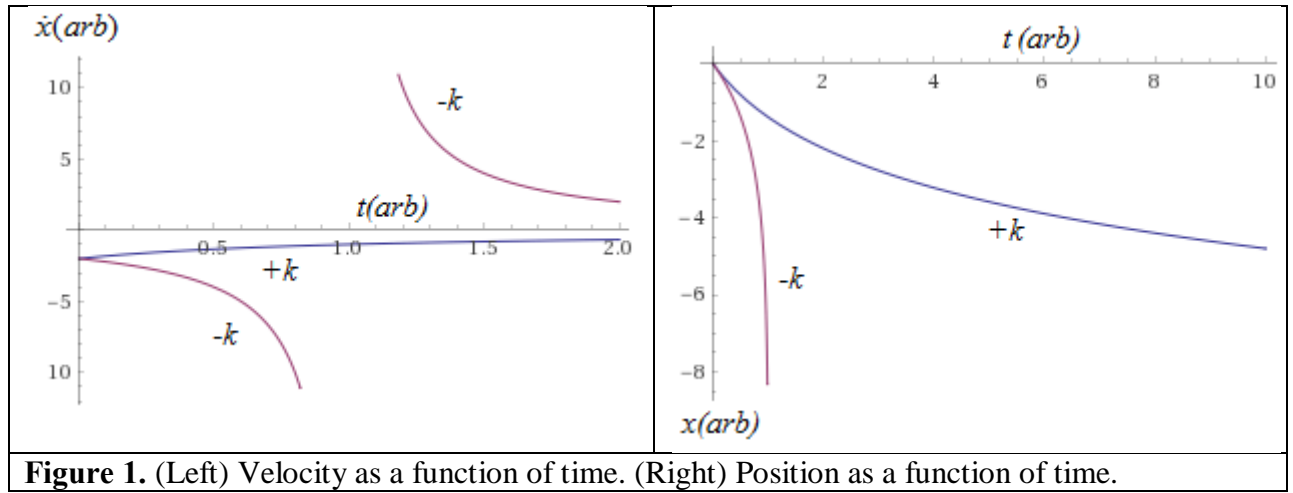 ẋ(arb)
10
5
-k
t(arb)
0.5
1.0
1.5
2.0
+k
−5
-k
10
t (arb)
2
4
6
8
10
−2
−4
+k
-k
−6
−8
x(arb)
Figure 1. (Left) Velocity as a function of time. (Right) Position as a function of time.